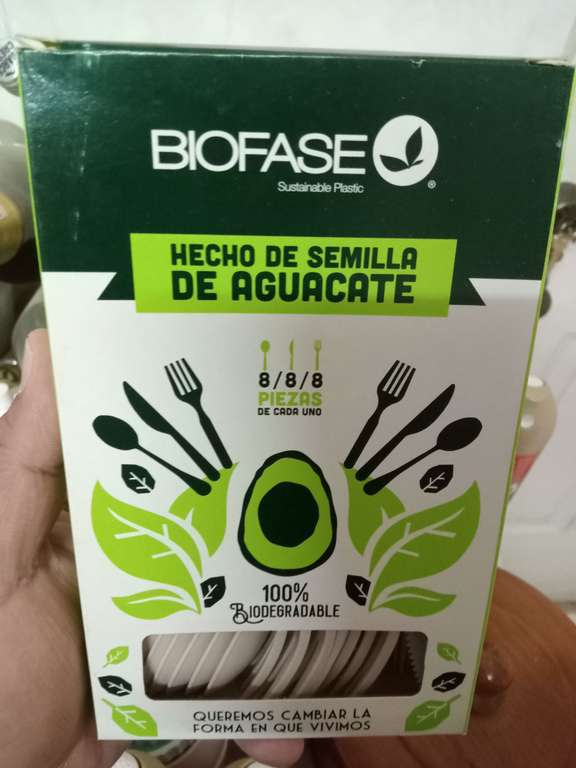 BIOFASE
Sustainable Plastic
®
HECHO DE SEMILLA
DE AGUACATE
8/8/8
PIEZAS
DE CADA UNO
100%
BIODEGRADABLE
QUEREMOS CAMBIAR LA
FORMA EN QUE VIVIMOS